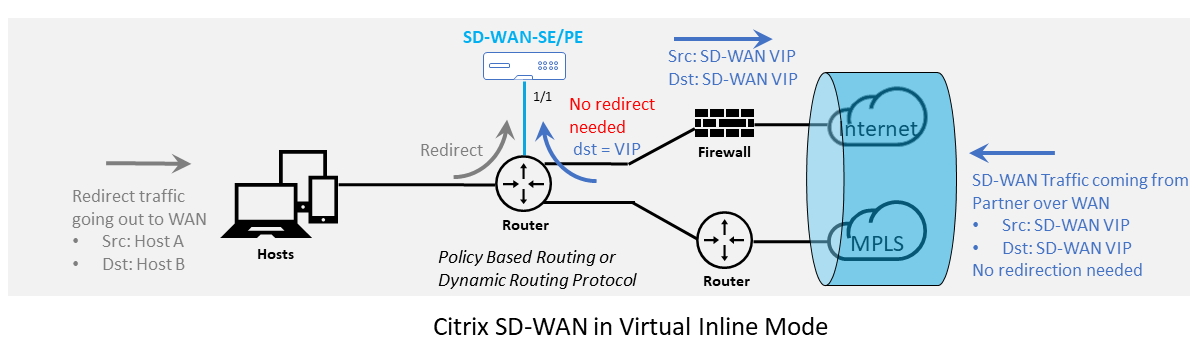 SD-WAN-SE/PE
1/1
Src: SD-WAN VIP
Dst: SD-WAN VIP
No redirect
needed
dst = VIP
Redirect
Firewall
Internet
Redirect traffic
going out to WAN
• Src: Host A
• Dst: Host B
Hosts
Router
Policy Based Routing or
Dynamic Routing Protocol
Router
MPLS
SD-WAN Traffic coming from
Partner over WAN
• Src: SD-WAN VIP
• Dst: SD-WAN VIP
No redirection needed
Citrix SD-WAN in Virtual Inline Mode